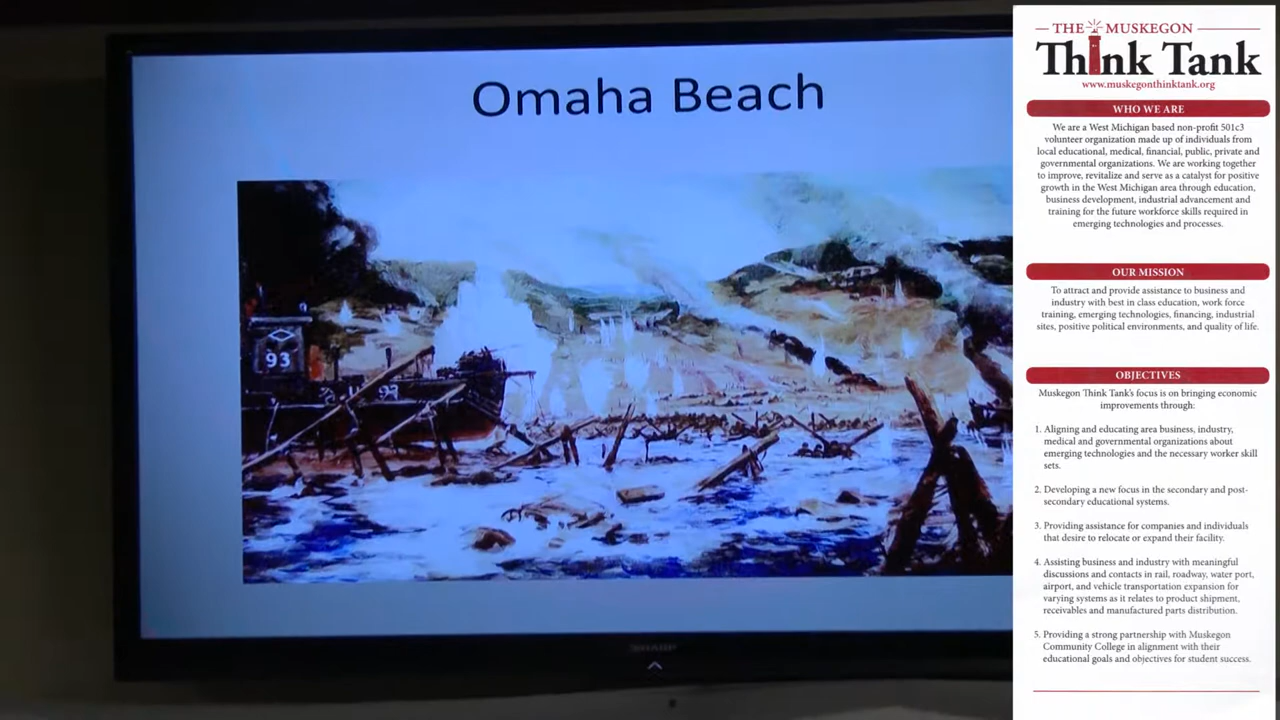 Omaha Beach
93
93
SHARP
THE MUSKEGON
Think Tank
www.muskegonthinktank.org
WHO WE ARE
We are a West Michigan based non-profit 501c3
volunteer organization made up of individuals from
local educational, medical, financial, public, private and
governmental organizations. We are working together
to improve, revitalize and serve as a catalyst for positive
growth in the West Michigan area through education,
business development, industrial advancement and
training for the future workforce skills required in
emerging technologies and processes.
OUR MISSION
To attract and provide assistance to business and
industry with best in class education, work force
training, emerging technologies, financing, industrial
sites, positive political environments, and quality of life.
OBJECTIVES
Muskegon Think Tank's focus is on bringing economic
improvements through:
1. Aligning and educating area business, industry,
medical and governmental organizations about
emerging technologies and the necessary worker skill
sets.
2. Developing a new focus in the secondary and post-
secondary educational systems.
3. Providing assistance for companies and individuals
that desire to relocate or expand their facility.
4. Assisting business and industry with meaningful
discussions and contacts in rail, roadway, water port,
airport, and vehicle transportation expansion for
varying systems as it relates to product shipment,
receivables and manufactured parts distribution.
5. Providing a strong partnership with Muskegon
Community College in alignment with their
educational goals and objectives for student success.